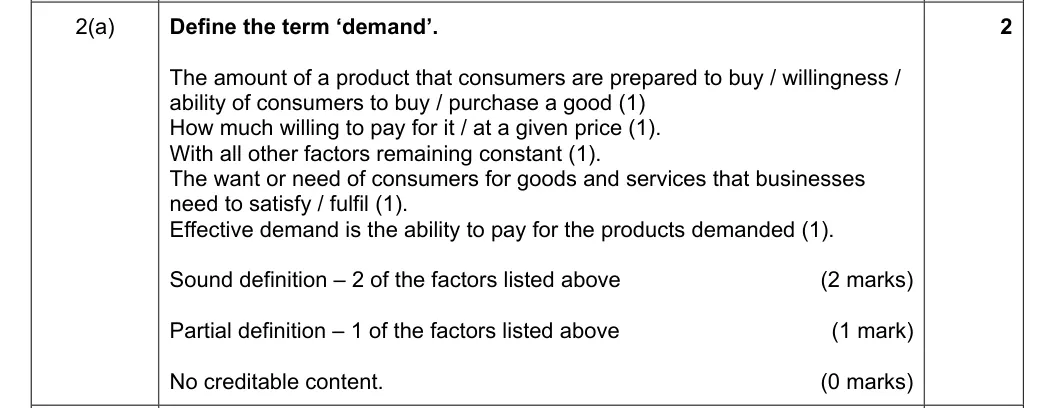 2(a) Define the term ‘demand’. 2
The amount of a product that consumers are prepared to buy / willingness /
ability of consumers to buy / purchase a good (1)
How much willing to pay for it / at a given price (1).
With all other factors remaining constant (1).
The want or need of consumers for goods and services that businesses
need to satisfy / fulfil (1).
Effective demand is the ability to pay for the products demanded (1).
Sound definition – 2 of the factors listed above (2 marks)
Partial definition – 1 of the factors listed above (1 mark)
No creditable content. (0 marks)